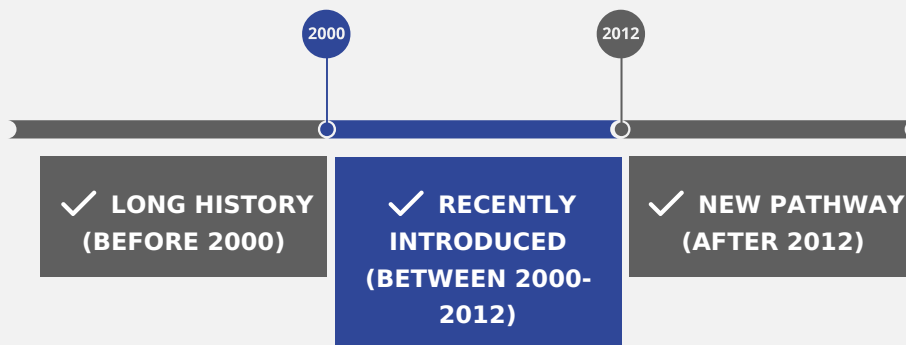 2000
2012
LONG HISTORY
(BEFORE 2000)
RECENTLY
INTRODUCED
(BETWEEN 2000-
2012)
NEW PATHWAY
(AFTER 2012)